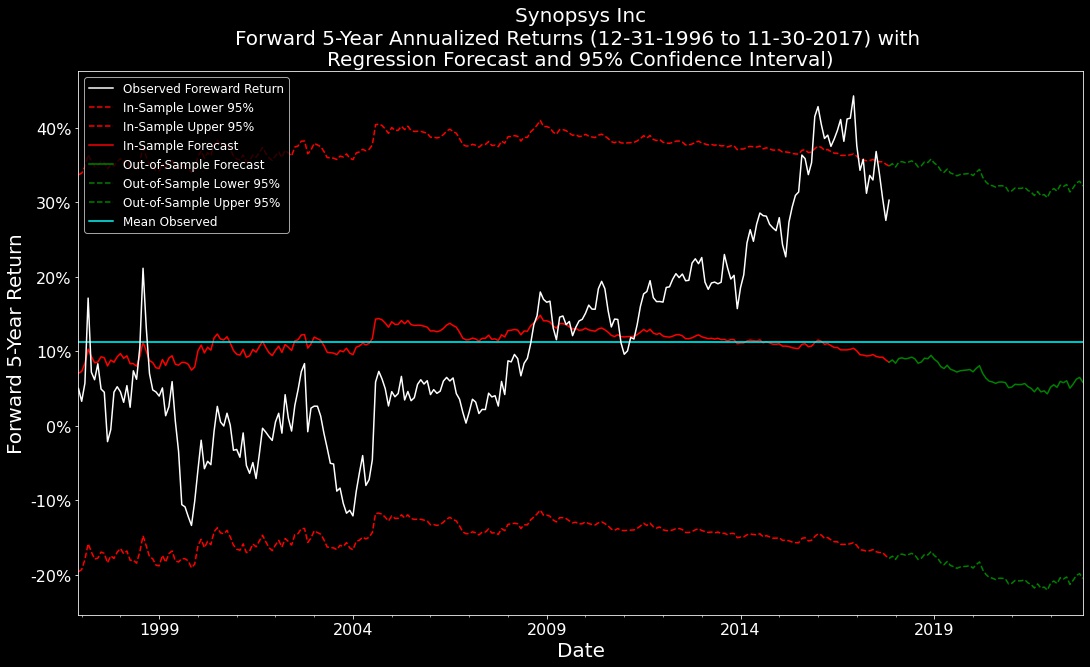 Synopsys Inc
Forward 5-Year Annualized Returns (12-31-1996 to 11-30-2017) with
Regression Forecast and 95% Confidence Interval)
Observed Foreward Return
In-Sample Lower 95%
In-Sample Upper 95%
In-Sample Forecast
Out-of-Sample Forecast
Out-of-Sample Lower 95%
Out-of-Sample Upper 95%
Mean Observed
Forward 5-Year Return
40%
30%
20%
10%
0%
-10%
-20%
1999
2004
2009
2014
2019
Date